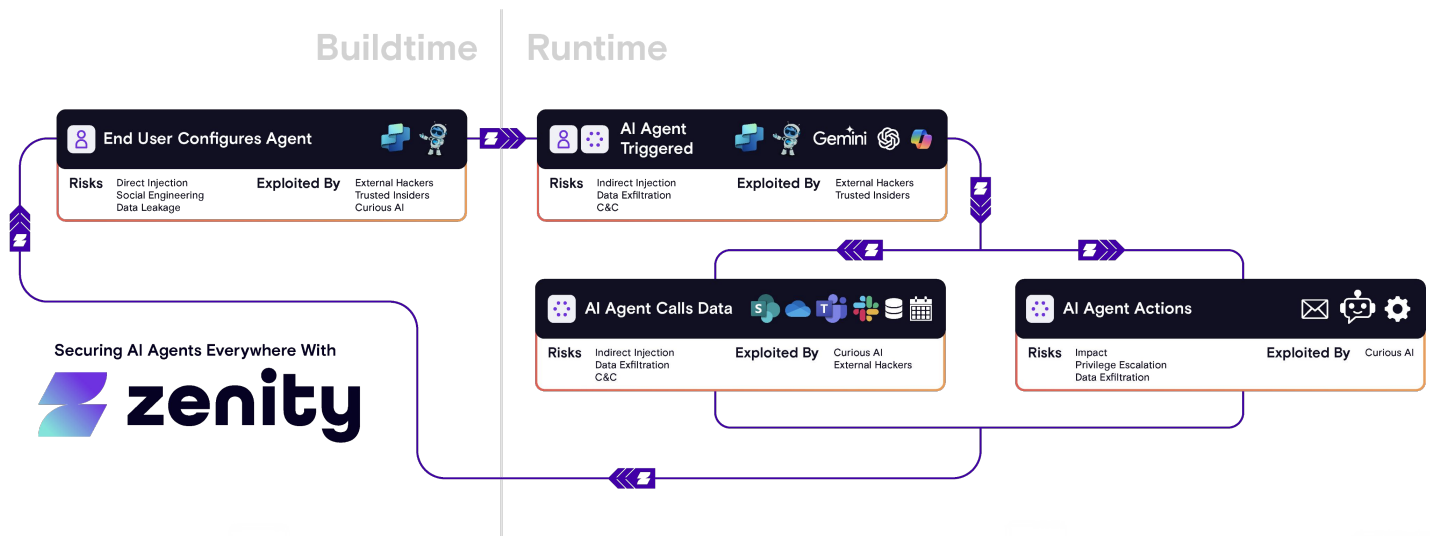 Buildtime
Runtime
End User Configures Agent
Risks
Direct Injection
Social Engineering
Data Leakage
Exploited By
External Hackers
Trusted Insiders
Curious AI
AI Agent
Triggered
Gemini
Risks
Indirect Injection
Data Exfiltration
C&C
Exploited By
External Hackers
Trusted Insiders
AI Agent Calls Data
S
T
Risks
Indirect Injection
Data Exfiltration
C&C
Exploited By
Curious AI
External Hackers
AI Agent Actions
Risks
Impact
Privilege Escalation
Data Exfiltration
Exploited By
Curious AI
Securing AI Agents Everywhere With
zenity